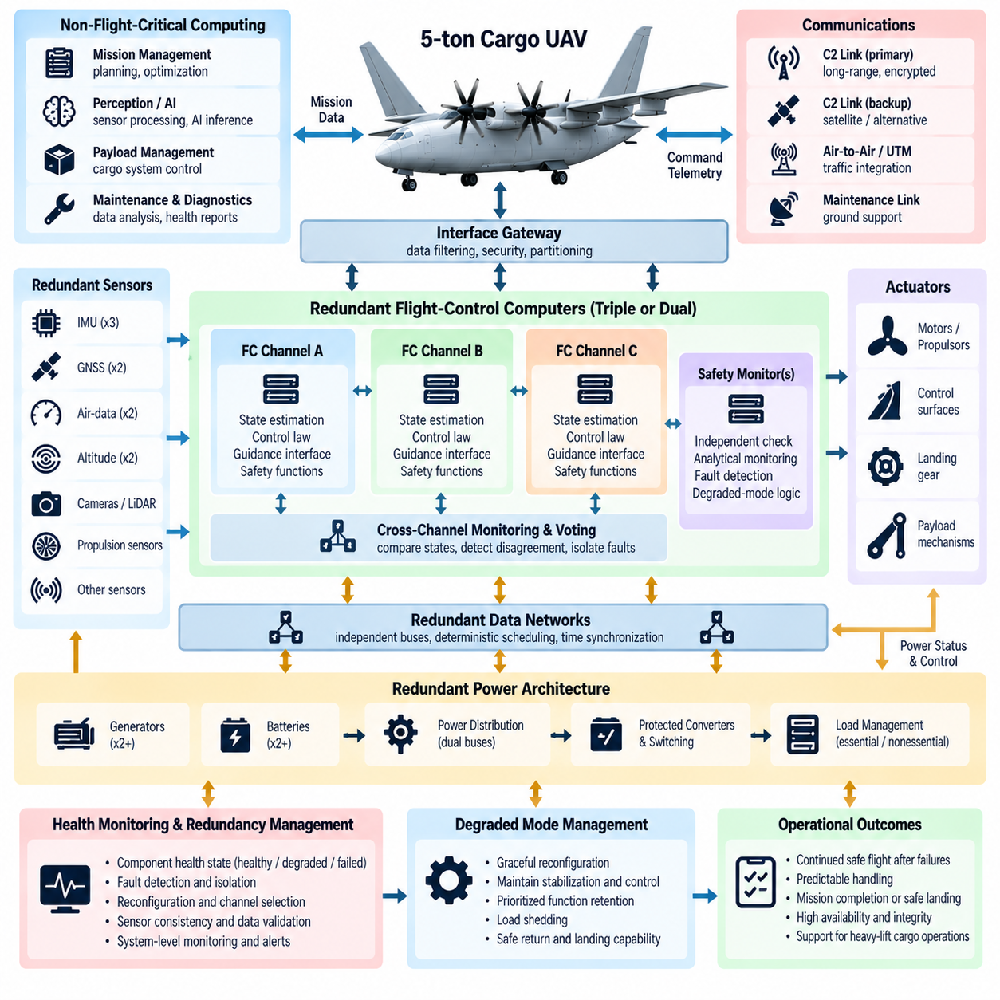 Non-Flight-Critical Computing
Mission Management
planning, optimization
Perception / AI
sensor processing, AI inference
Payload Management
cargo system control
Maintenance & Diagnostics
data analysis, health reports
5-ton Cargo UAV
Mission
Data
Command
Telemetry
Communications
C2 Link (primary)
long-range, encrypted
C2 Link (backup)
satellite / alternative
Air-to-Air / UTM
traffic integration
Maintenance Link
ground support
Interface Gateway
data filtering, security, partitioning
Redundant Sensors
IMU (x3)
GNSS (x2)
Air-data (x2)
Altitude (x2)
Cameras / LiDAR
Propulsion sensors
Other sensors
Redundant Flight-Control Computers (Triple or Dual)
FC Channel A
State estimation
Control law
Guidance interface
Safety functions
FC Channel B
State estimation
Control law
Guidance interface
Safety functions
FC Channel C
State estimation
Control law
Guidance interface
Safety functions
Safety Monitor(s)
Independent check
Analytical monitoring
Fault detection
Degraded-mode logic
Cross-Channel Monitoring & Voting
compare states, detect disagreement, isolate faults
Actuators
Motors /
Propulsors
Control
surfaces
Landing
gear
Payload
mechanisms
Redundant Data Networks
independent buses, deterministic scheduling, time synchronization
Power Status
& Control
Redundant Power Architecture
Generators
(x2+)
Batteries
(x2+)
Power Distribution
(dual buses)
Protected Converters
& Switching
Load Management
(essential / nonessential)
Health Monitoring & Redundancy Management
• Component health state (healthy / degraded / failed)
• Fault detection and isolation
• Reconfiguration and channel selection
• Sensor consistency and data validation
• System-level monitoring and alerts
Degraded Mode Management
• Graceful reconfiguration
• Maintain stabilization and control
• Prioritized function retention
• Load shedding
• Safe return and landing capability
Operational Outcomes
• Continued safe flight after failures
• Predictable handling
• Mission completion or safe landing
• High availability and integrity
• Support for heavy-lift cargo operations